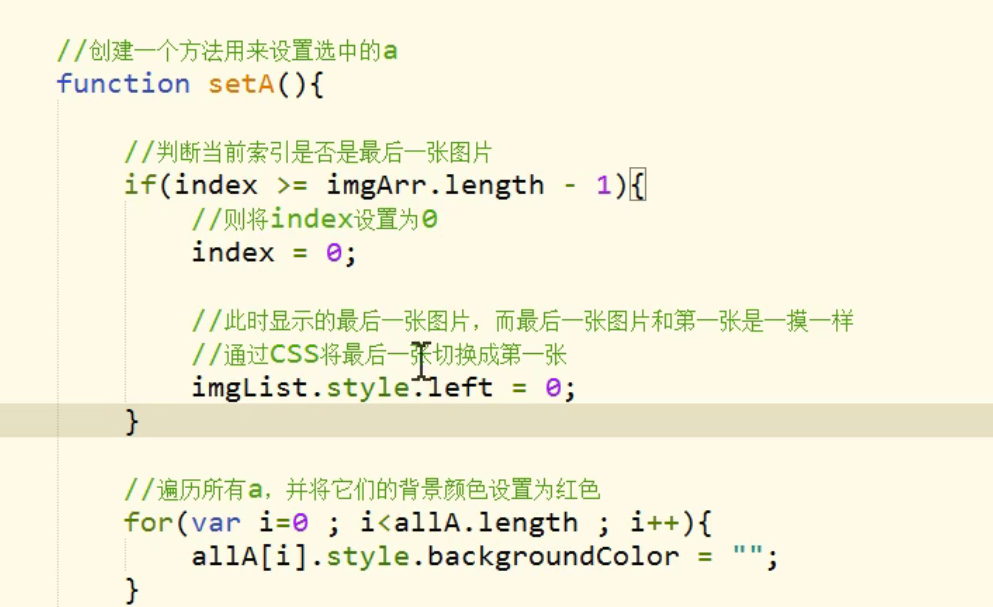 //创建一个方法用来设置选中的a
function setA(){
//判断当前索引是否是最后一张图片
if(index >= imgArr.length - 1){
//则将index设置为0
index = 0;
//此时显示的最后一张图片，而最后一张图片和第一张是一摸一样
//通过CSS将最后一张切换成第一张
imgList.style.left = 0;
}
//遍历所有a，并将它们的背景颜色设置为红色
for(var i=0 ; i<allA.length ; i++){
allA[i].style.backgroundColor = "";
}